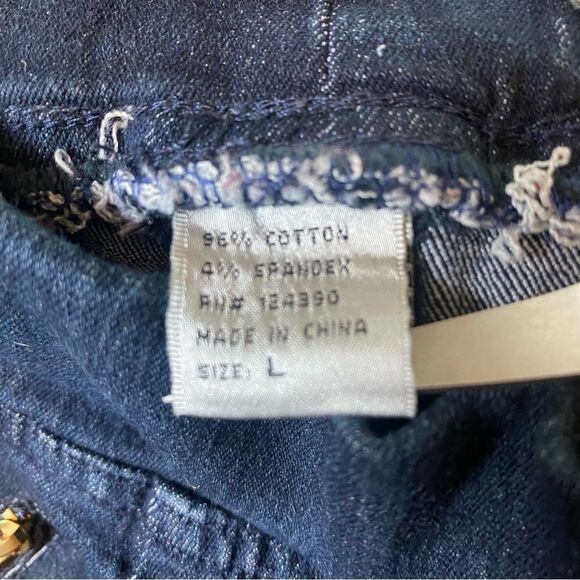 96% COTTON
4% SPANDEX
RN# 124390
MADE IN CHINA
SIZE: L